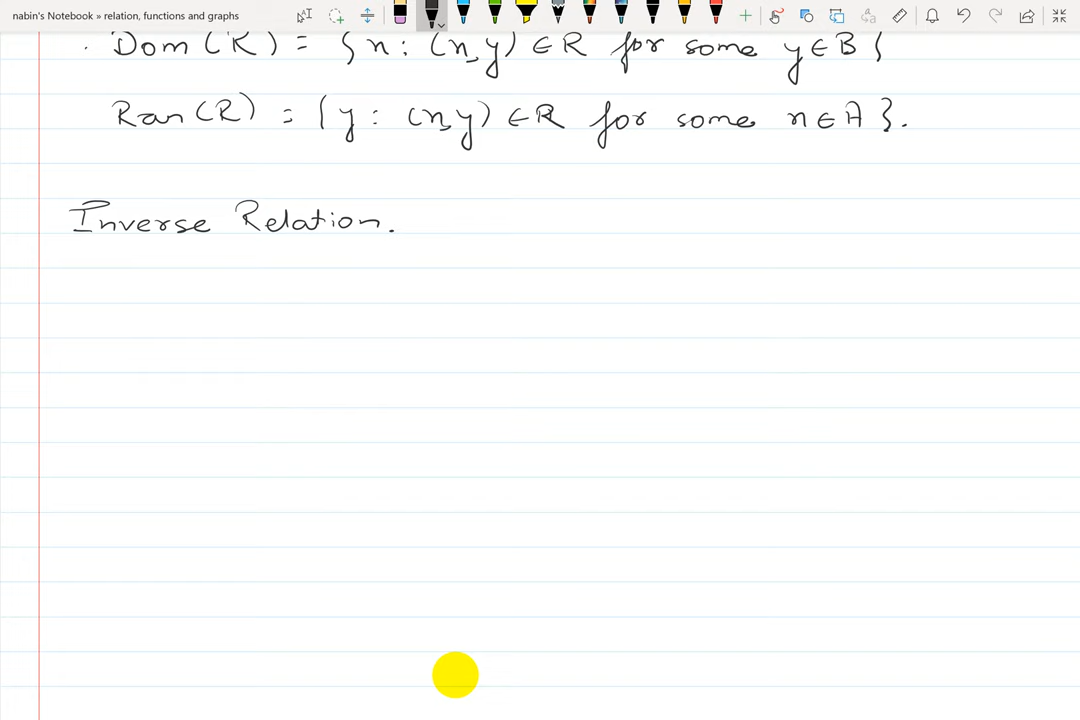 nabin's Notebook » relation, functions and graphs
. Dom (R) = { x : (x, y) ∈ R for some y ∈ B }
Ran (R) = { y : (x, y) ∈ R for some x ∈ A }.
Inverse Relation.